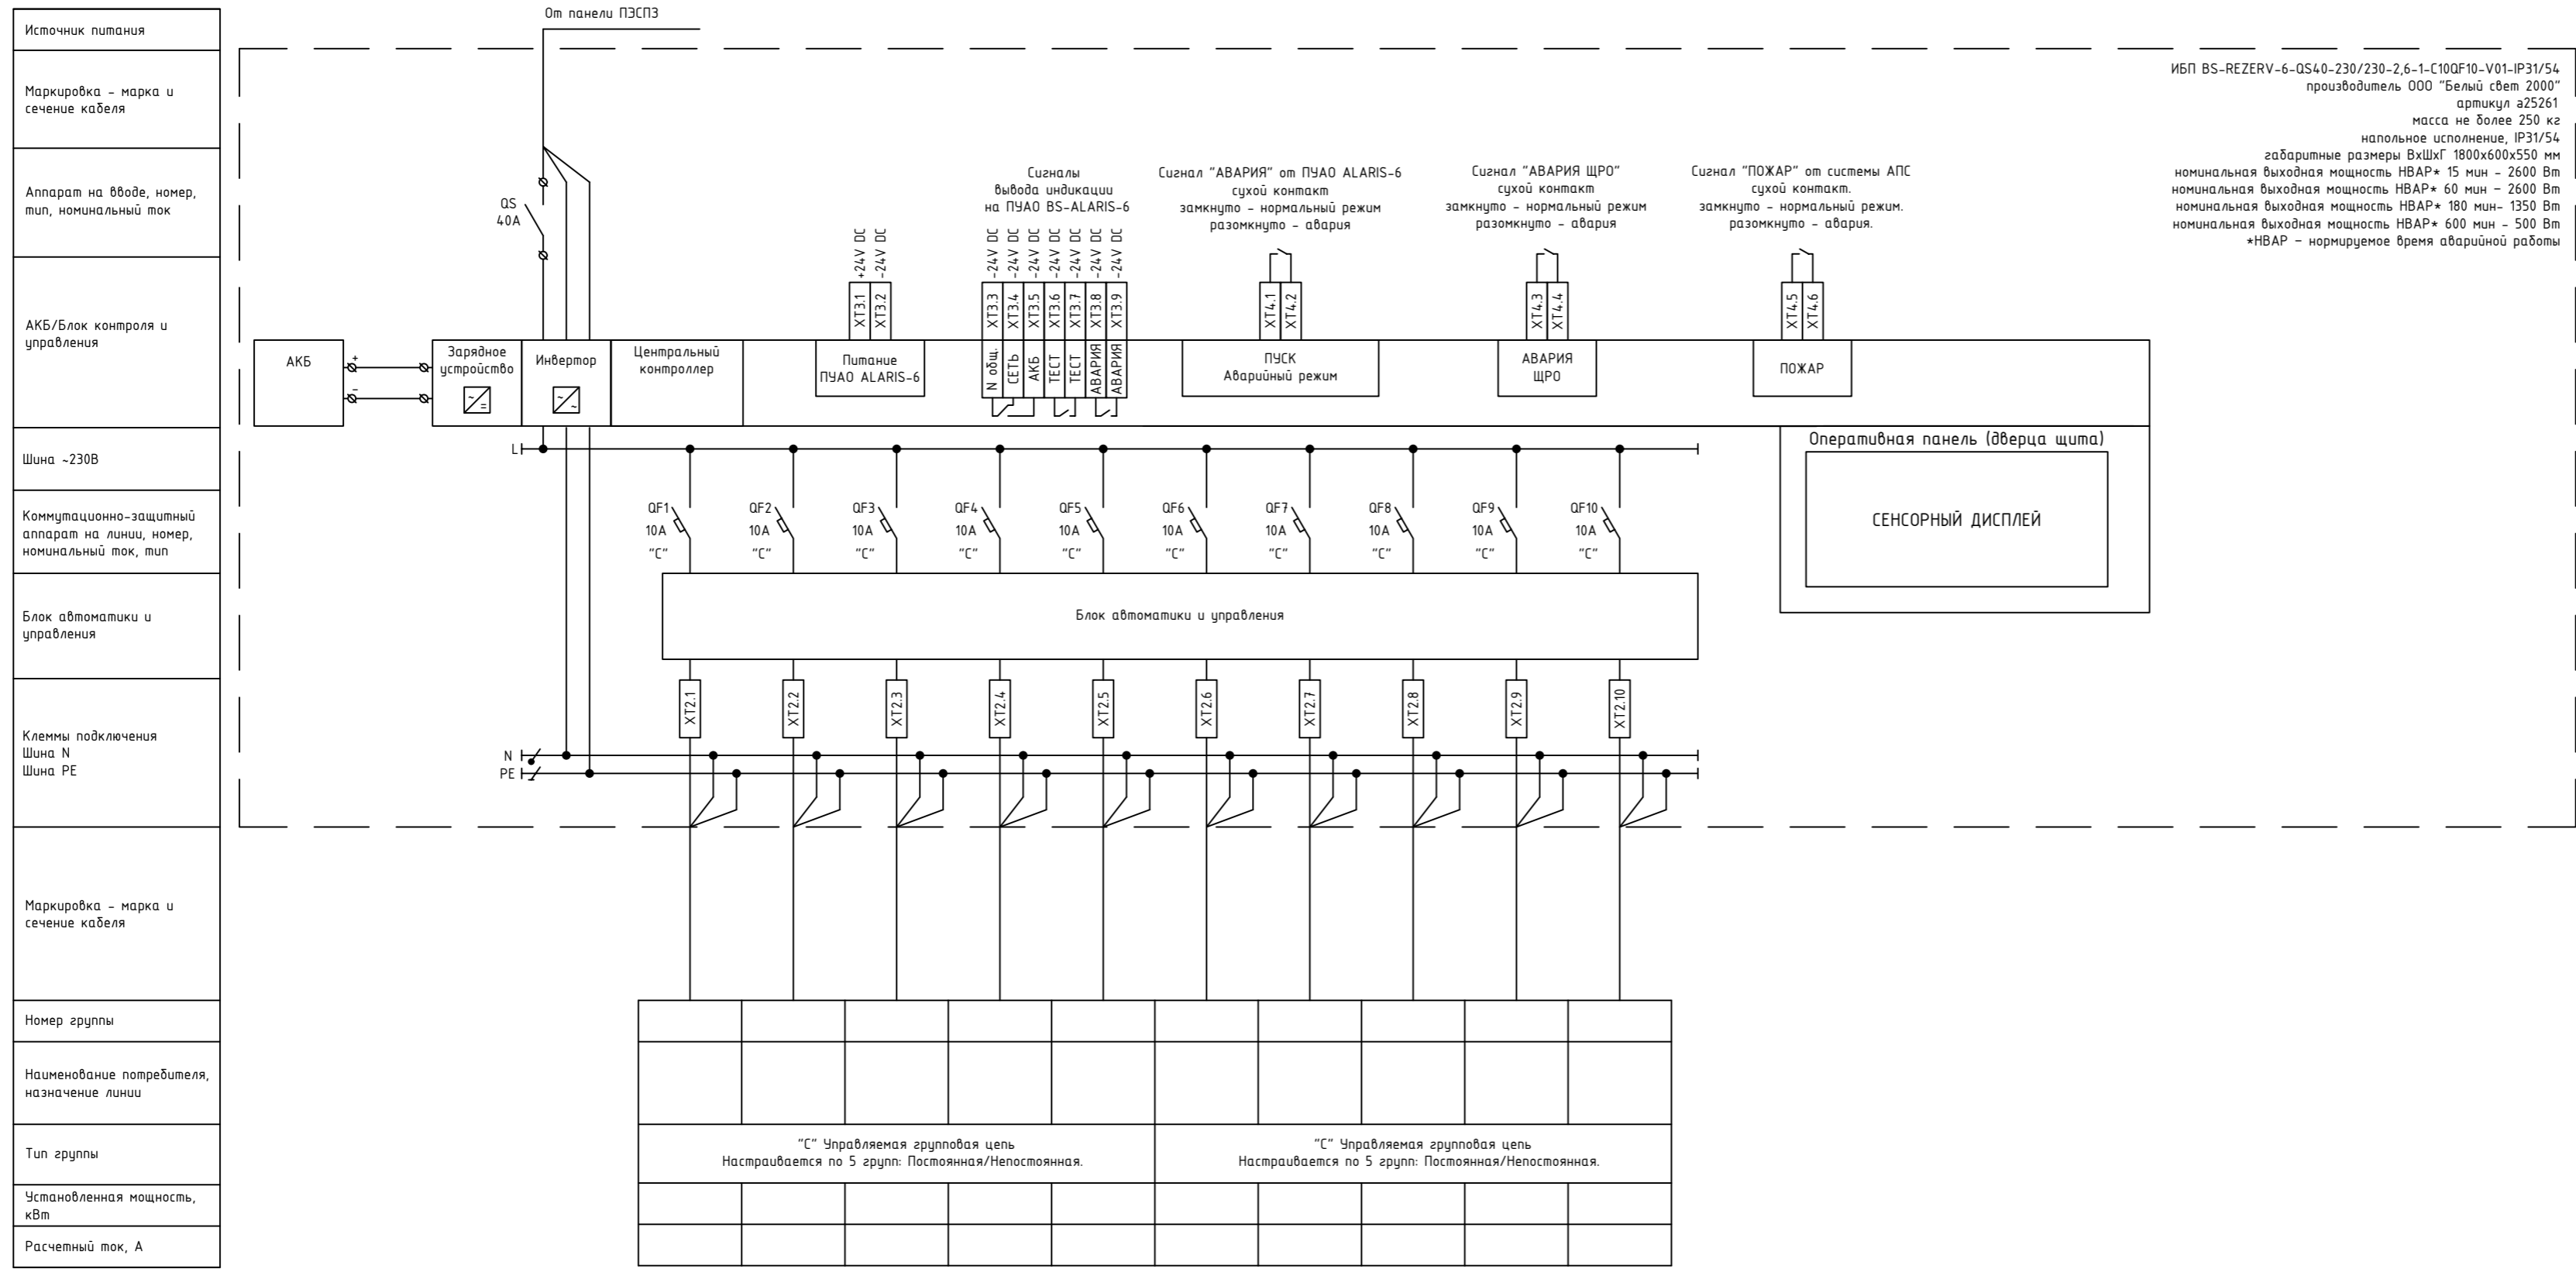 От панели ПЭСПЗ
Источник питания
Маркировка – марка и
сечение кабеля
Аппарат на вводе, номер,
тип, номинальный ток
АКБ/Блок контроля и
управления
Шина ~230В
Коммутационно-защитный
аппарат на линии, номер,
номинальный ток, тип
Блок автоматики и
управления
Клеммы подключения
Шина N
Шина PE
Маркировка – марка и
сечение кабеля
Номер группы
Наименование потребителя,
назначение линии
Тип группы
Установленная мощность,
кВт
Расчетный ток, А
ИБП BS-REZERV-6-QS40-230/230-2,6-1-C10QF10-V01-IP31/54
производитель ООО "Белый свет 2000"
артикул a25261
масса не более 250 кг
напольное исполнение, IP31/54
габаритные размеры ВхШхГ 1800х600х550 мм
номинальная выходная мощность НВАР* 15 мин – 2600 Вт
номинальная выходная мощность НВАР* 60 мин – 2600 Вт
номинальная выходная мощность НВАР* 180 мин– 1350 Вт
номинальная выходная мощность НВАР* 600 мин – 500 Вт
*НВАР – нормируемое время аварийной работы
QS
40А
Сигналы
вывода индикации
на ПУАО BS-ALARIS-6
Сигнал "АВАРИЯ" от ПУАО ALARIS-6
сухой контакт
замкнуто – нормальный режим
разомкнуто – авария
Сигнал "АВАРИЯ ЩРО"
сухой контакт
замкнуто – нормальный режим
разомкнуто – авария
Сигнал "ПОЖАР" от системы АПС
сухой контакт.
замкнуто – нормальный режим.
разомкнуто – авария.
+24V DC
-24V DC
-24V DC
-24V DC
-24V DC
-24V DC
-24V DC
-24V DC
-24V DC
XT3.1
XT3.2
XT3.3
XT3.4
XT3.5
XT3.6
XT3.7
XT3.8
XT3.9
XT4.1
XT4.2
XT4.3
XT4.4
XT4.5
XT4.6
АКБ
+
–
Зарядное
устройство
~
=
Инвертор
~
~
Центральный
контроллер
Питание
ПУАО ALARIS-6
N общ.
СЕТЬ
АКБ
ТЕСТ
ТЕСТ
АВАРИЯ
АВАРИЯ
ПУСК
Аварийный режим
АВАРИЯ
ЩРО
ПОЖАР
Оперативная панель (дверца щита)
СЕНСОРНЫЙ ДИСПЛЕЙ
L
QF1
10А
"С"
QF2
10А
"С"
QF3
10А
"С"
QF4
10А
"С"
QF5
10А
"С"
QF6
10А
"С"
QF7
10А
"С"
QF8
10А
"С"
QF9
10А
"С"
QF10
10А
"С"
Блок автоматики и управления
XT2.1
XT2.2
XT2.3
XT2.4
XT2.5
XT2.6
XT2.7
XT2.8
XT2.9
XT2.10
N
PE
"С" Управляемая групповая цепь
Настраивается по 5 групп: Постоянная/Непостоянная.
"С" Управляемая групповая цепь
Настраивается по 5 групп: Постоянная/Непостоянная.